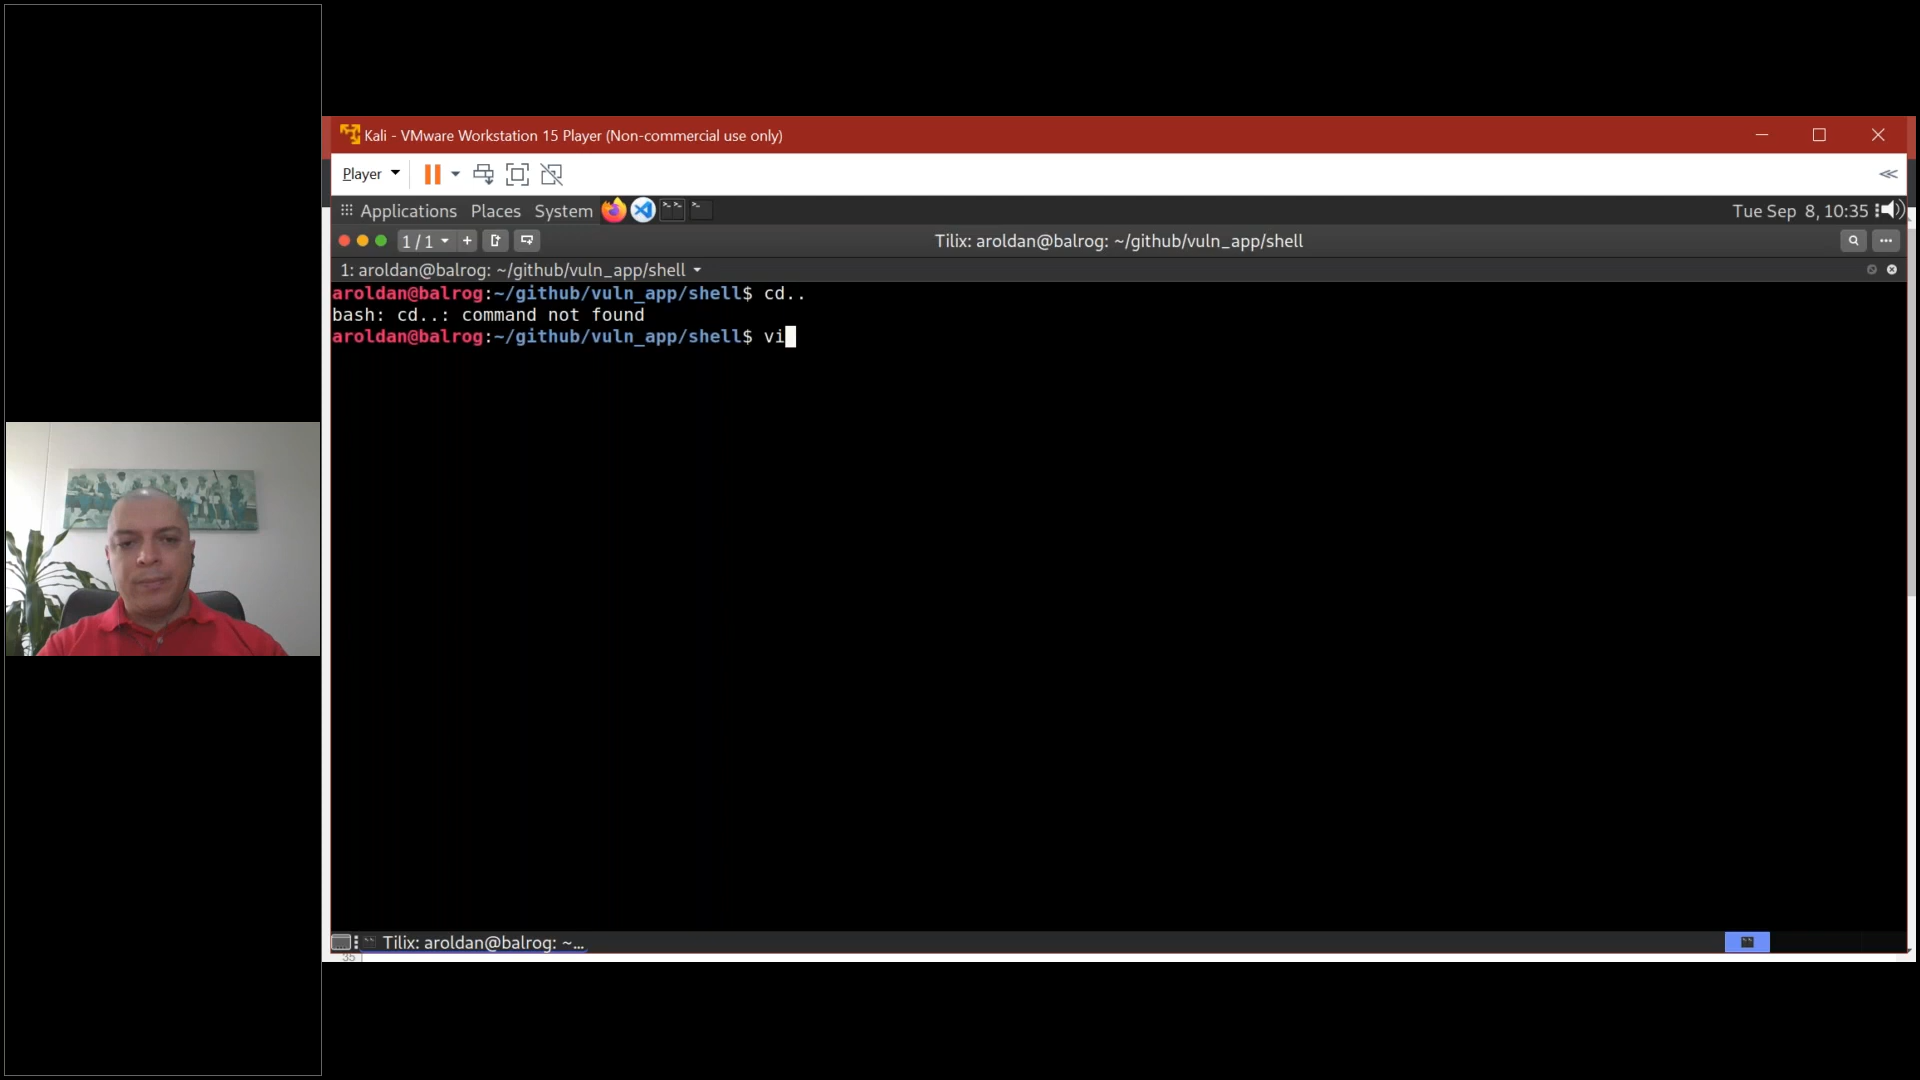 Kali - VMware Workstation 15 Player (Non-commercial use only)
Player
Applications Places System
Tue Sep 8, 10:35
1 / 1
Tilix: aroldan@balrog: ~/github/vuln_app/shell
1: aroldan@balrog: ~/github/vuln_app/shell
aroldan@balrog:~/github/vuln_app/shell$ cd..
bash: cd..: command not found
aroldan@balrog:~/github/vuln_app/shell$ vi
Tilix: aroldan@balrog: ~...
35